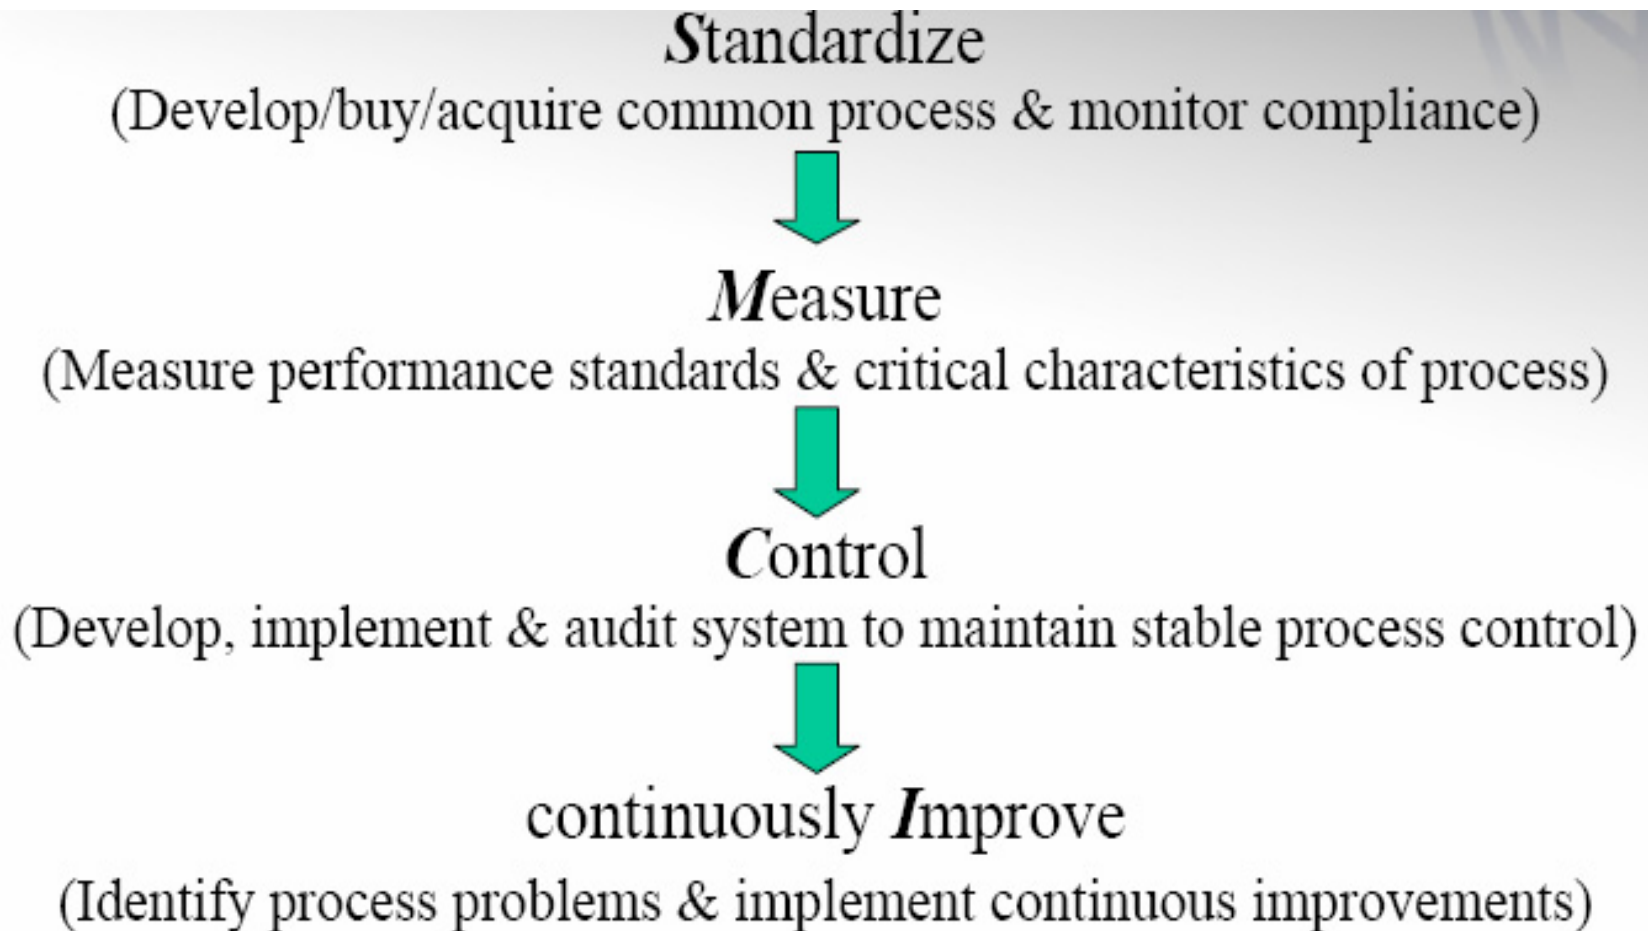 Standardize
(Develop/buy/acquire common process & monitor compliance)
Measure
(Measure performance standards & critical characteristics of process)
Control
(Develop, implement & audit system to maintain stable process control)
continuously Improve
(Identify process problems & implement continuous improvements)